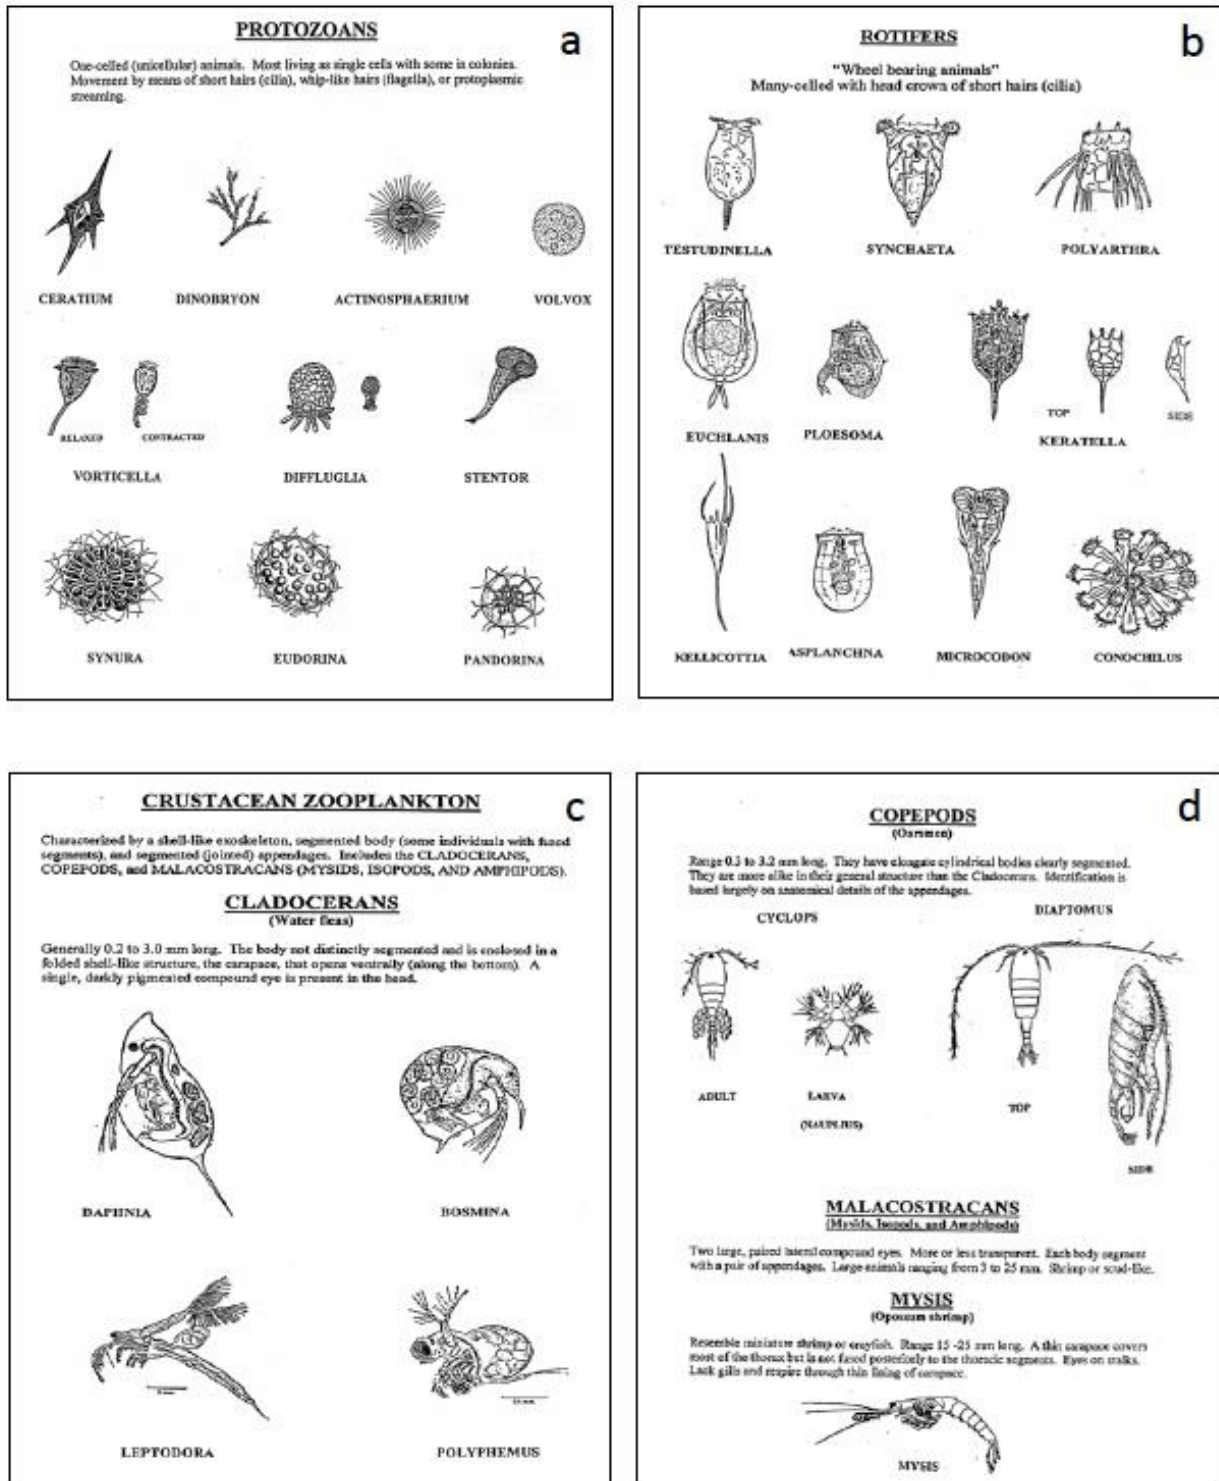 PROTOZOANS
a
One-celled (unicellular) animals. Most living as single cells with some in colonies.
Movement by means of short hairs (cilia), whip-like hairs (flagella), or protoplasmic
streaming.
CERATIUM DINOBRYON ACTINOSPHAERIUM VOLVOX
RELAXED CONTRACTED
VORTICELLA DIFFLUGLIA STENTOR
SYNURA EUDORINA PANDORINA
ROTIFERS
b
"Wheel bearing animals"
Many-celled with head crown of short hairs (cilia)
TESTUDINELLA SYNCHAETA POLYARTHRA
TOP SIDE
EUCHLANIS PLOESOMA KERATELLA
KELLICOTTIA ASPLANCHNA MICROCODON CONOCHILUS
CRUSTACEAN ZOOPLANKTON
c
Characterized by a shell-like exoskeleton, segmented body (some individuals with fused
segments), and segmented (jointed) appendages. Includes the CLADOCERANS,
COPEPODS, and MALACOSTRACANS (MYSIDS, ISOPODS, AND AMPHIPODS).
CLADOCERANS
(Water fleas)
Generally 0.2 to 3.0 mm long. The body not distinctly segmented and is enclosed in a
folded shell-like structure, the carapace, that opens ventrally (along the bottom). A
single, darkly pigmented compound eye is present in the head.
DAPHNIA BOSMINA
LEPTODORA POLYPHEMUS
COPEPODS
d
(Oarsmen)
Range 0.3 to 3.2 mm long. They have elongate cylindrical bodies clearly segmented.
They are more alike in their general structure than the Cladocerans. Identification is
based largely on anatomical details of the appendages.
CYCLOPS DIAPTOMUS
ADULT LARVA TOP
(NAUPLIUS)
SIDE
MALACOSTRACANS
(Mysids, Isopods, and Amphipods)
Two large, paired lateral compound eyes. More or less transparent. Each body segment
with a pair of appendages. Large animals ranging from 3 to 25 mm. Shrimp or scud-like.
MYSIS
(Opossum shrimp)
Resemble miniature shrimp or crayfish. Range 15 -25 mm long. A thin carapace covers
most of the thorax but is not fused posteriorly to the thoracic segments. Eyes on stalks.
Lack gills and respire through thin lining of carapace.
MYSIS